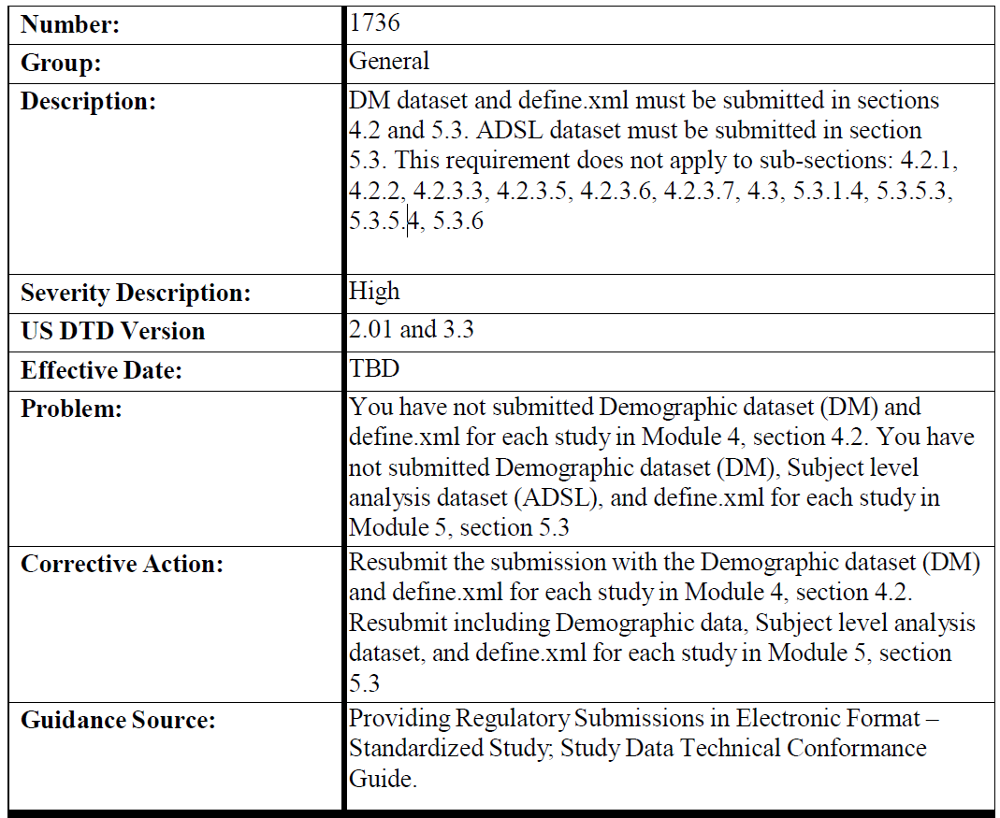 Number: 1736
Group: General
Description: DM dataset and define.xml must be submitted in sections
4.2 and 5.3. ADSL dataset must be submitted in section
5.3. This requirement does not apply to sub-sections: 4.2.1,
4.2.2, 4.2.3.3, 4.2.3.5, 4.2.3.6, 4.2.3.7, 4.3, 5.3.1.4, 5.3.5.3,
5.3.5.4, 5.3.6
Severity Description: High
US DTD Version 2.01 and 3.3
Effective Date: TBD
Problem: You have not submitted Demographic dataset (DM) and
define.xml for each study in Module 4, section 4.2. You have
not submitted Demographic dataset (DM), Subject level
analysis dataset (ADSL), and define.xml for each study in
Module 5, section 5.3
Corrective Action: Resubmit the submission with the Demographic dataset (DM)
and define.xml for each study in Module 4, section 4.2.
Resubmit including Demographic data, Subject level analysis
dataset, and define.xml for each study in Module 5, section
5.3
Guidance Source: Providing Regulatory Submissions in Electronic Format –
Standardized Study; Study Data Technical Conformance
Guide.